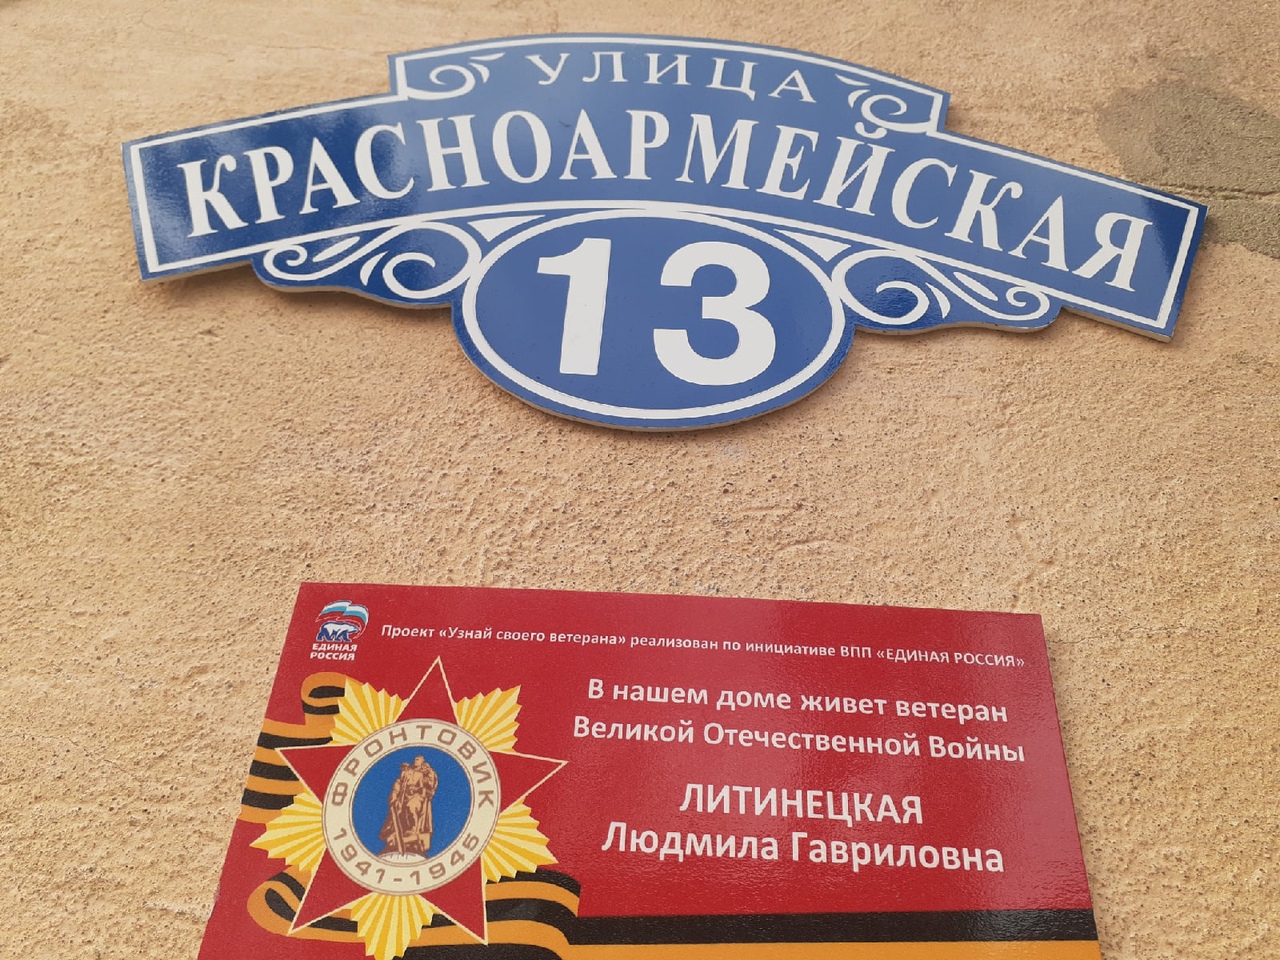 УЛИЦА
КРАСНОАРМЕЙСКАЯ
13
ЕДИНАЯ
РОССИЯ
Проект «Узнай своего ветерана» реализован по инициативе ВПП «ЕДИНАЯ РОССИЯ»
В нашем доме живет ветеран
Великой Отечественной Войны
ЛИТИНЕЦКАЯ
Людмила Гавриловна
ФРОНТОВИК
1941-1945